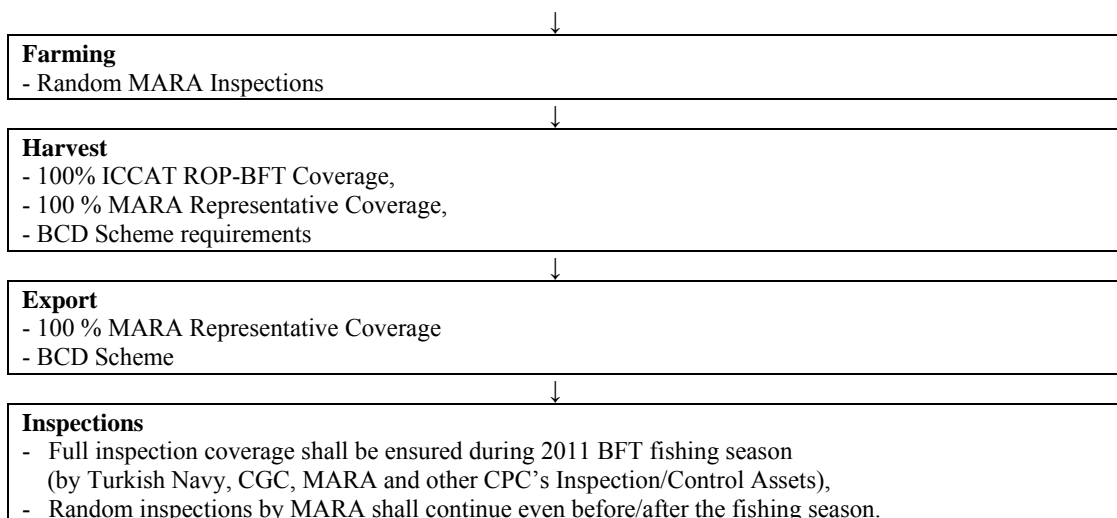 ↓
Farming
- Random MARA Inspections
↓
Harvest
- 100% ICCAT ROP-BFT Coverage,
- 100 % MARA Representative Coverage,
- BCD Scheme requirements
↓
Export
- 100 % MARA Representative Coverage
- BCD Scheme
↓
Inspections
- Full inspection coverage shall be ensured during 2011 BFT fishing season
(by Turkish Navy, CGC, MARA and other CPC’s Inspection/Control Assets),
- Random inspections by MARA shall continue even before/after the fishing season.